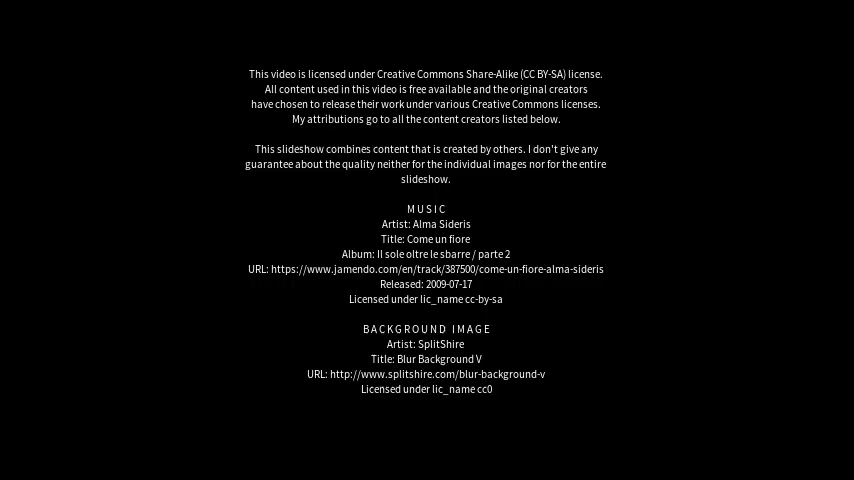 This video is licensed under Creative Commons Share-Alike (CC BY-SA) license.
All content used in this video is free available and the original creators
have chosen to release their work under various Creative Commons licenses.
My attributions go to all the content creators listed below.
This slideshow combines content that is created by others. I don't give any
guarantee about the quality neither for the individual images nor for the entire
slideshow.
MUSIC
Artist: Alma Sideris
Title: Come un fiore
Album: Il sole oltre le sbarre / parte 2
URL: https://www.jamendo.com/en/track/387500/come-un-fiore-alma-sideris
Released: 2009-07-17
Licensed under lic_name cc-by-sa
BACKGROUND IMAGE
Artist: SplitShire
Title: Blur Background V
URL: http://www.splitshire.com/blur-background-v
Licensed under lic_name cc0